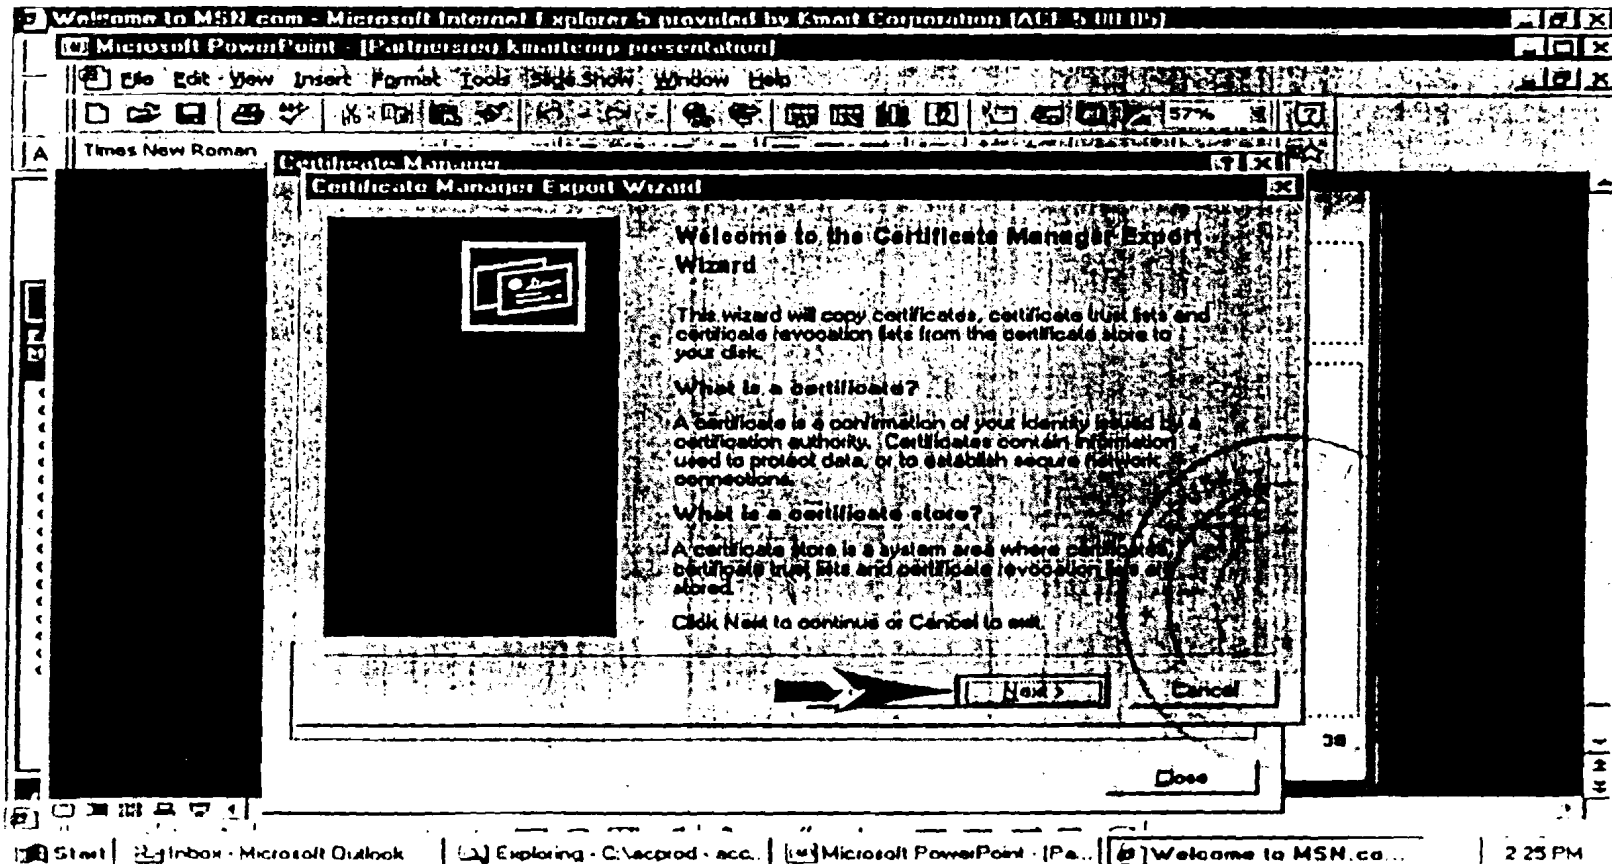 Welcome to MSN.com - Microsoft Internet Explorer 5 provided by Kmart Corporation (ACF 5.00.05)
Microsoft PowerPoint - [Partnersreg.kmartcorp presentation]
File Edit View Insert Format Tools Slide Show Window Help
57%
A
Times New Roman
Certificate Manager
Certificate Manager Export Wizard
Welcome to the Certificate Manager Export
Wizard
This wizard will copy certificates, certificate trust lists and
certificate revocation lists from the certificate store to
your disk.
What is a certificate?
A certificate is a confirmation of your identity issued by a
certification authority. Certificates contain information
used to protect data, or to establish secure network
connections.
What is a certificate store?
A certificate store is a system area where certificates,
certificate trust lists and certificate revocation lists are
stored.
Click Next to continue or Cancel to exit.
Next >
Cancel
Close
Start
Inbox - Microsoft Outlook
Exploring - C:\acprod - acc...
Microsoft PowerPoint - [Pa...
Welcome to MSN.co...
2:25 PM